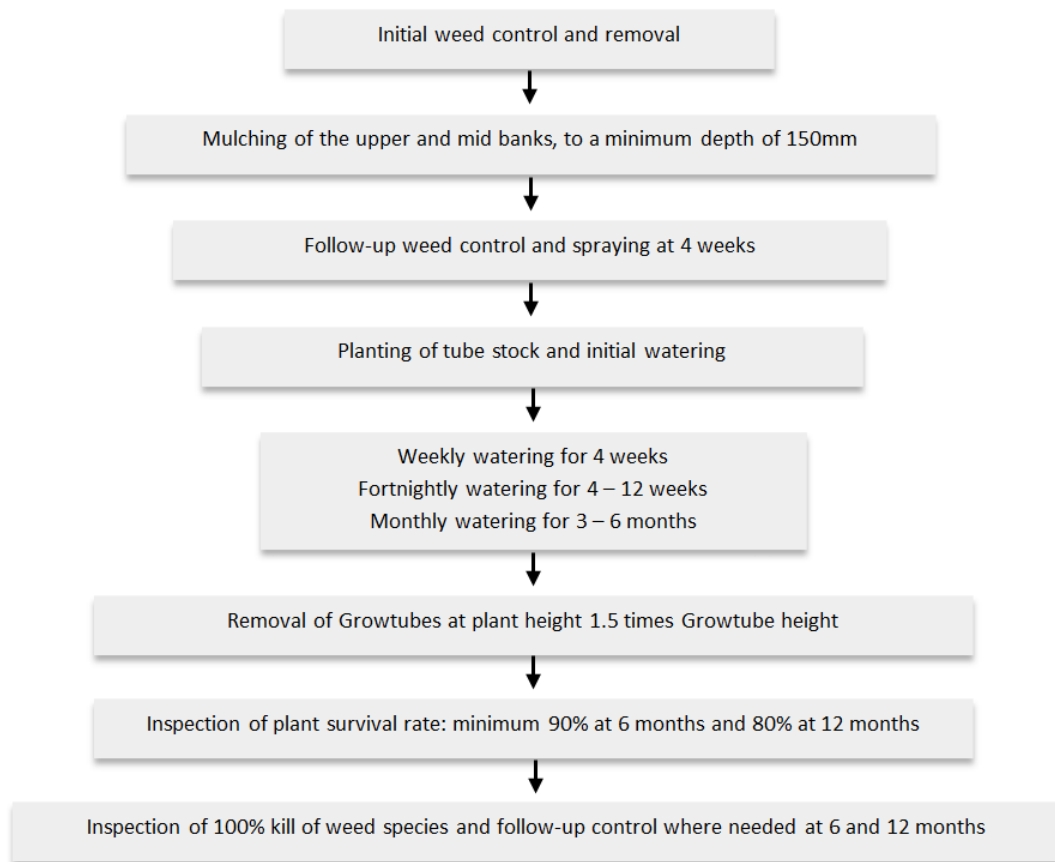 Initial weed control and removal
Mulching of the upper and mid banks, to a minimum depth of 150mm
Follow-up weed control and spraying at 4 weeks
Planting of tube stock and initial watering
Weekly watering for 4 weeks
Fortnightly watering for 4 – 12 weeks
Monthly watering for 3 – 6 months
Removal of Growtubes at plant height 1.5 times Growtube height
Inspection of plant survival rate: minimum 90% at 6 months and 80% at 12 months
Inspection of 100% kill of weed species and follow-up control where needed at 6 and 12 months